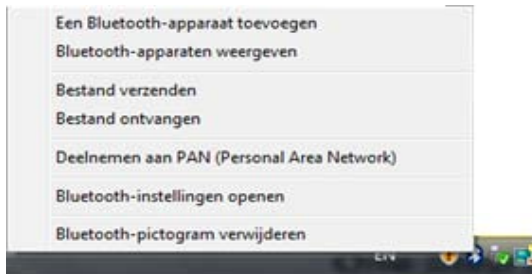 Een Bluetooth-apparaat toevoegen
Bluetooth-apparaten weergeven
Bestand verzenden
Bestand ontvangen
Deelnemen aan PAN (Personal Area Network)
Bluetooth-instellingen openen
Bluetooth-pictogram verwijderen
EN